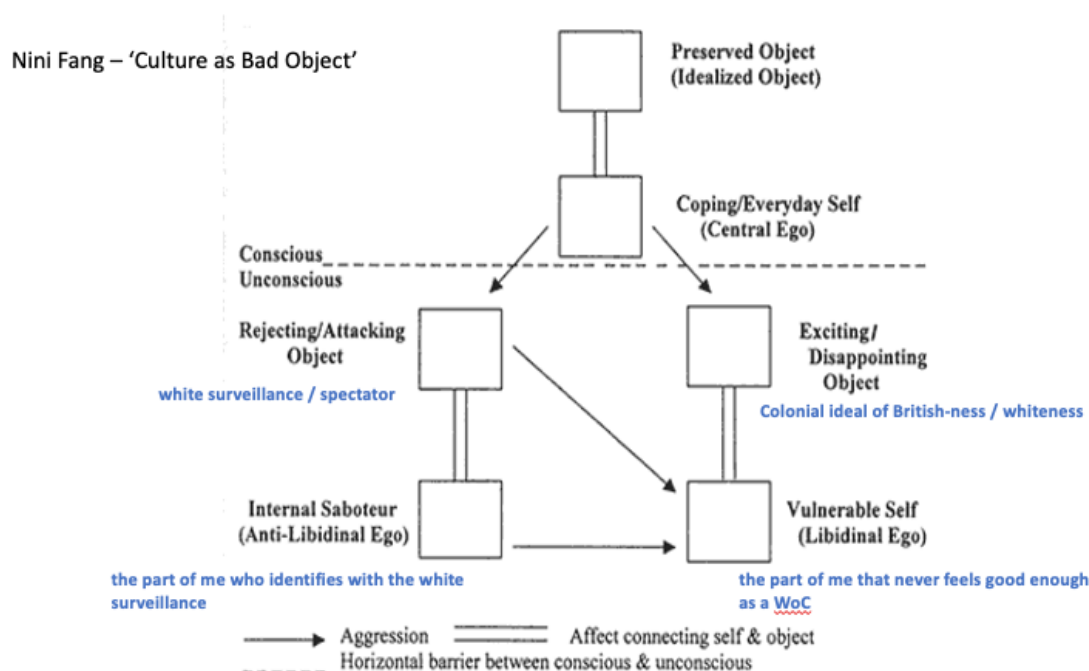 Nini Fang – ‘Culture as Bad Object’
Preserved Object
(Idealized Object)
Coping/Everyday Self
(Central Ego)
Conscious
Unconscious
Rejecting/Attacking
Object
white surveillance / spectator
Exciting/
Disappointing
Object
Colonial ideal of British-ness / whiteness
Internal Saboteur
(Anti-Libidinal Ego)
the part of me who identifies with the white
surveillance
Vulnerable Self
(Libidinal Ego)
the part of me that never feels good enough
as a WoC
Aggression
Affect connecting self & object
Horizontal barrier between conscious & unconscious